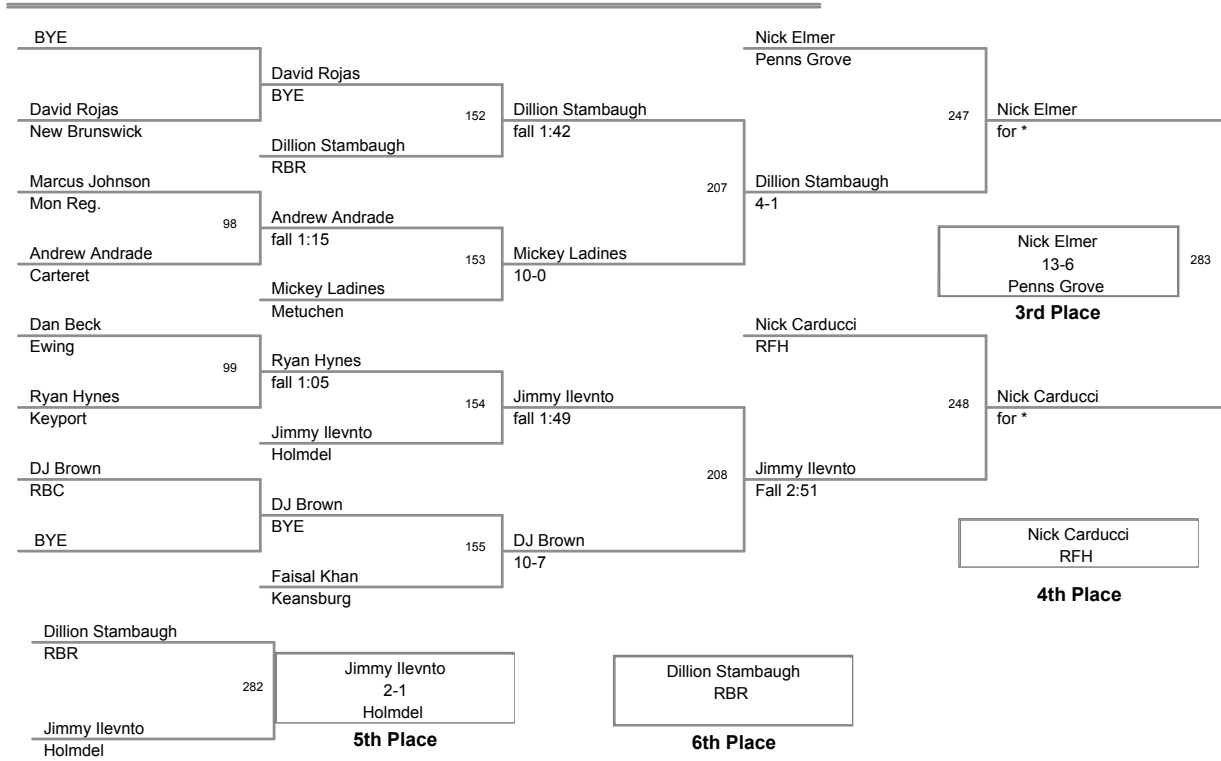 BYE
David Rojas
New Brunswick
Marcus Johnson
Mon Reg.
98
Andrew Andrade
Carteret
Dan Beck
Ewing
99
Ryan Hynes
Keyport
DJ Brown
RBC
BYE
David Rojas
BYE
152
Dillion Stambaugh
RBR
Andrew Andrade
fall 1:15
153
Mickey Ladines
Metuchen
Ryan Hynes
fall 1:05
154
Jimmy Ilevnto
Holmdel
DJ Brown
BYE
155
Faisal Khan
Keansburg
Dillion Stambaugh
fall 1:42
207
Mickey Ladines
10-0
Jimmy Ilevnto
fall 1:49
208
DJ Brown
10-7
Nick Elmer
Penns Grove
247
Dillion Stambaugh
4-1
Nick Carducci
RFH
248
Jimmy Ilevnto
Fall 2:51
Nick Elmer
for *
Nick Elmer
13-6
Penns Grove
283
3rd Place
Nick Carducci
for *
Nick Carducci
RFH
4th Place
Dillion Stambaugh
RBR
282
Jimmy Ilevnto
Holmdel
Jimmy Ilevnto
2-1
Holmdel
5th Place
Dillion Stambaugh
RBR
6th Place